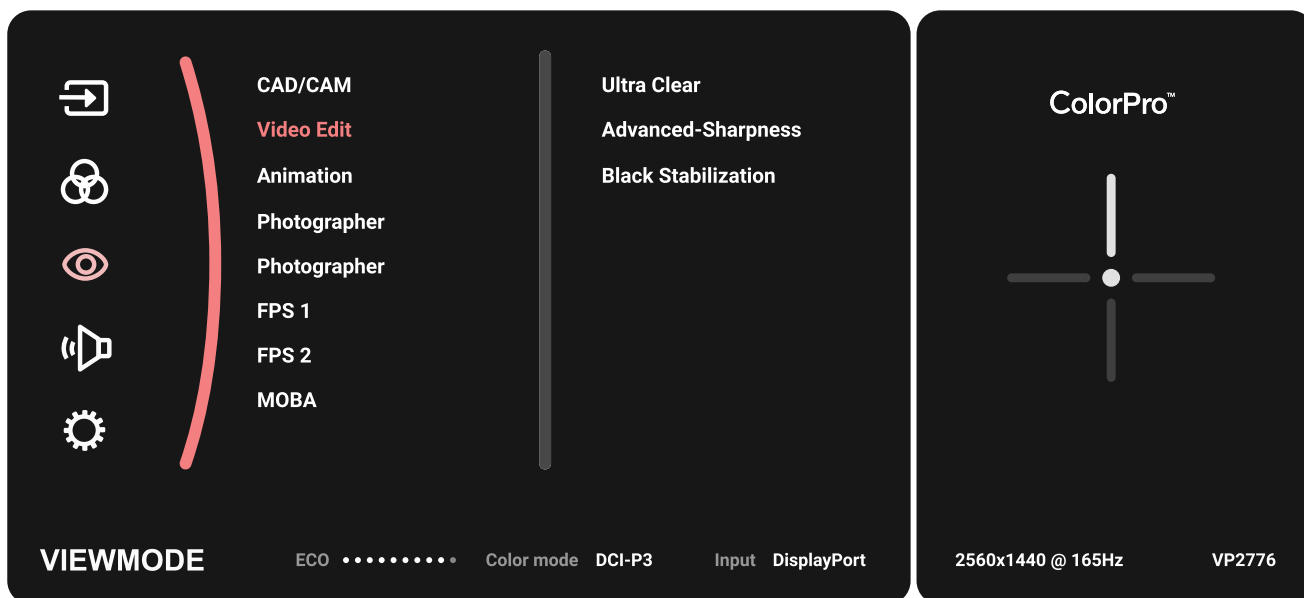 CAD/CAM
Video Edit
Animation
Photographer
Photographer
FPS 1
FPS 2
MOBA
Ultra Clear
Advanced-Sharpness
Black Stabilization
VIEWMODE
ECO
Color mode DCI-P3
Input DisplayPort
ColorPro™
2560x1440 @ 165Hz
VP2776